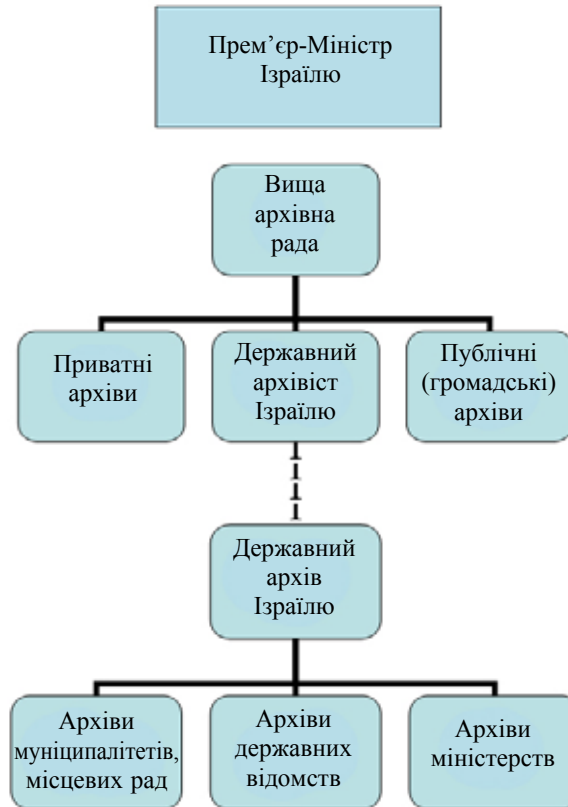 Прем’єр-Міністр
Ізраїлю
Вища
архівна
рада
Приватні
архіви
Державний
архівіст
Ізраїлю
Публічні
(громадські)
архіви
Державний
архів
Ізраїлю
Архіви
муніципалітетів,
місцевих рад
Архіви
державних
відомств
Архіви
міністерств